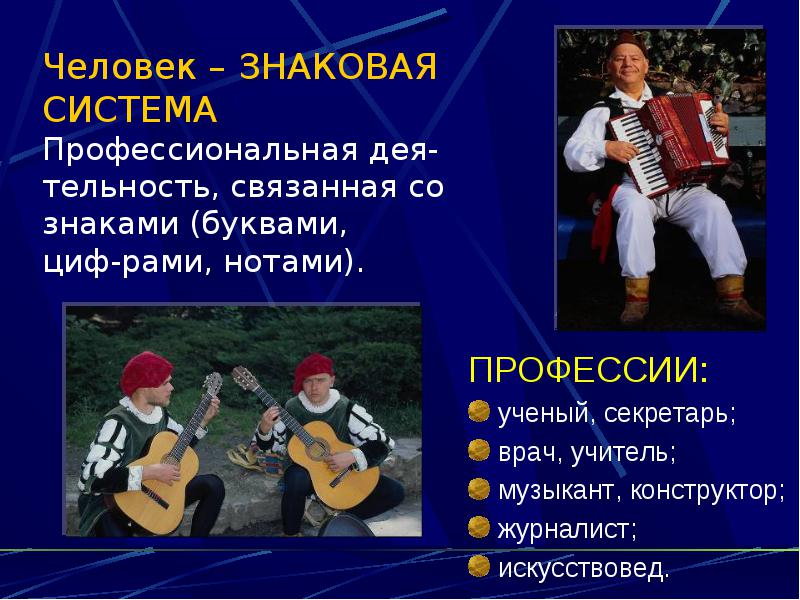 Человек – ЗНАКОВАЯ
СИСТЕМА
Профессиональная дея-
тельность, связанная со
знаками (буквами,
циф-рами, нотами).
ПРОФЕССИИ:
ученый, секретарь;
врач, учитель;
музыкант, конструктор;
журналист;
искусствовед.